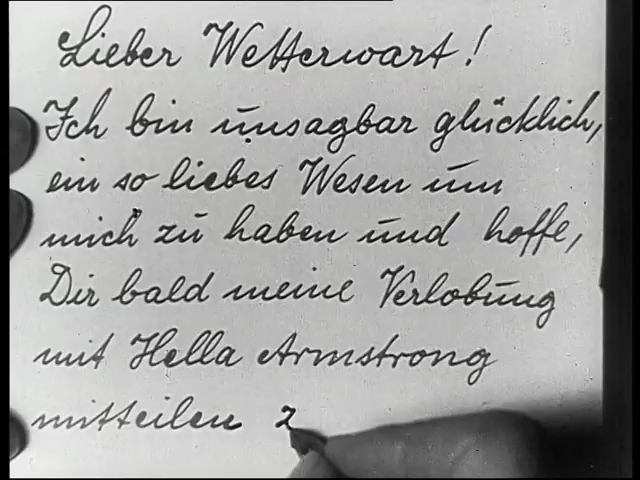 Lieber Wetterwart!
Ich bin unsagbar glücklich,
ein so liebes Wesen um
mich zu haben und hoffe,
Dir bald meine Verlobung
mit Hella Armstrong
mitteilen z